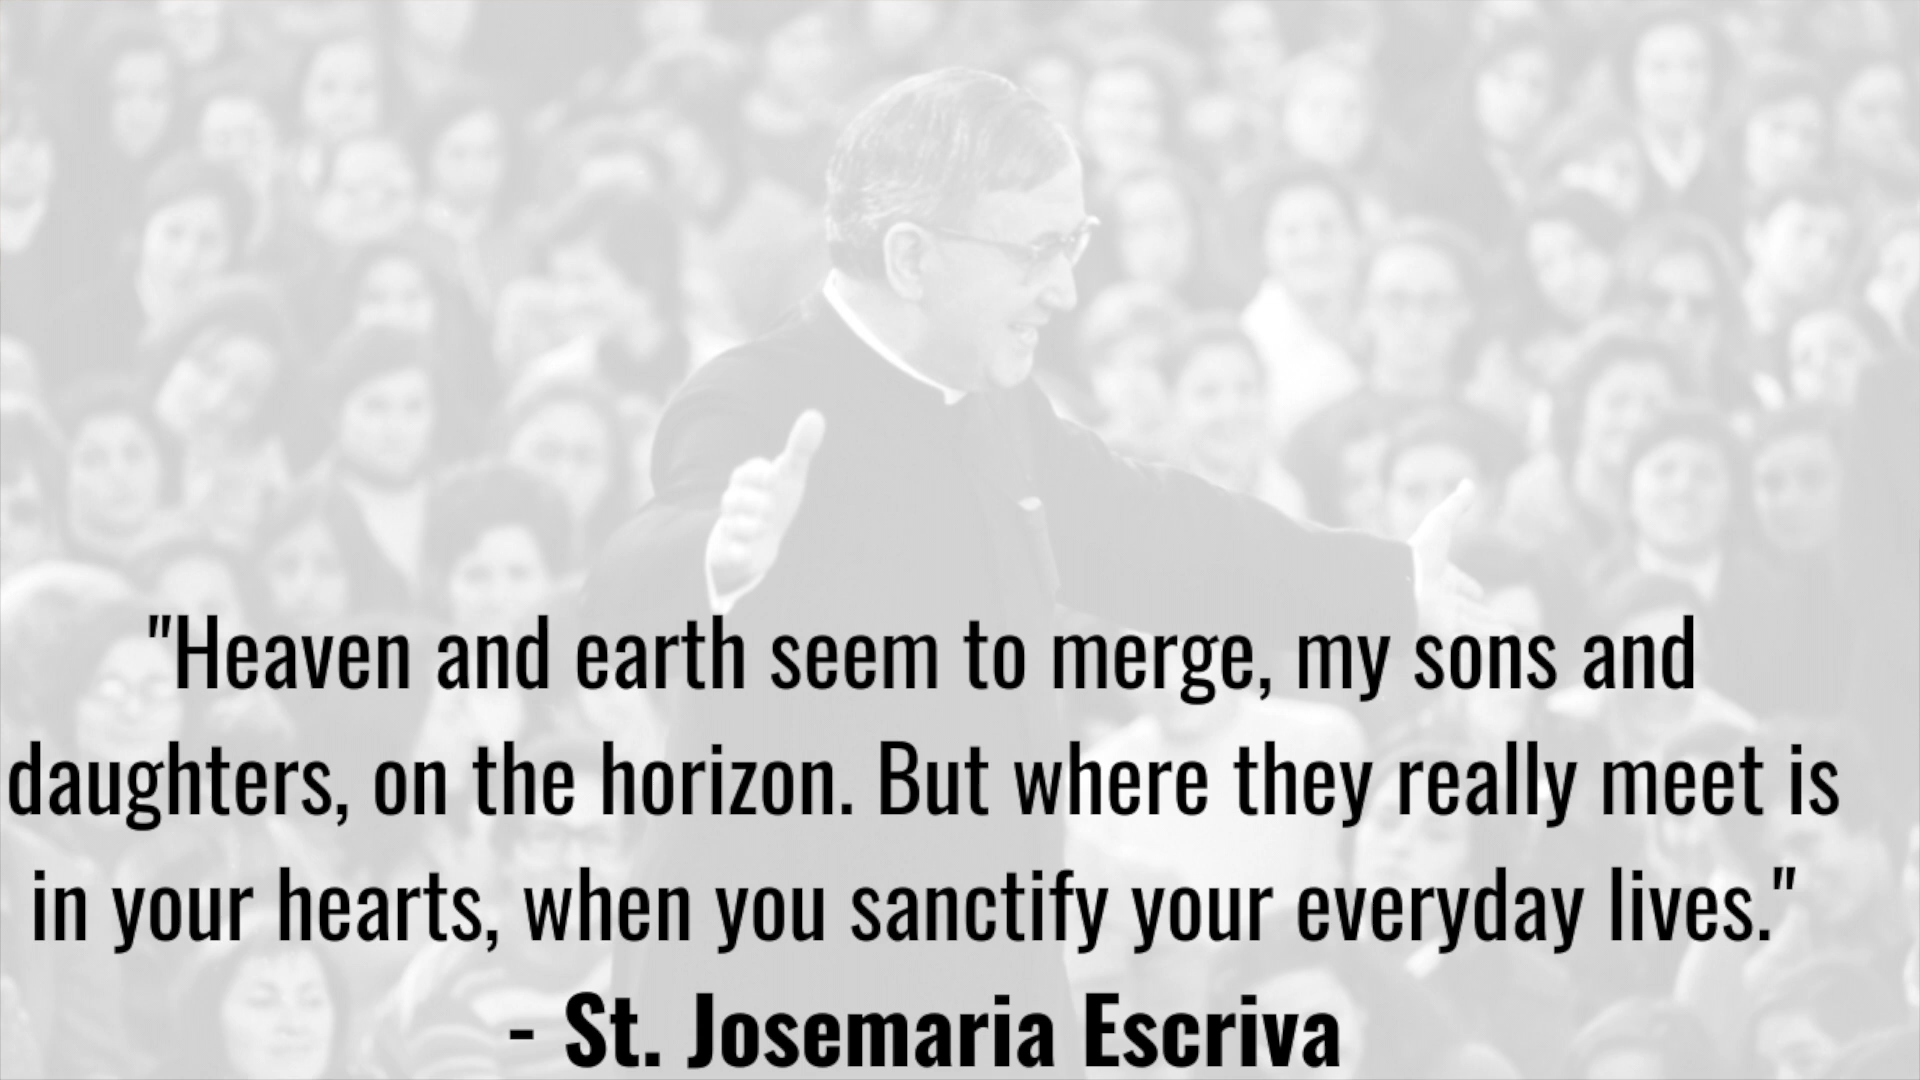 "Heaven and earth seem to merge, my sons and
daughters, on the horizon. But where they really meet is
in your hearts, when you sanctify your everyday lives."
- St. Josemaria Escriva